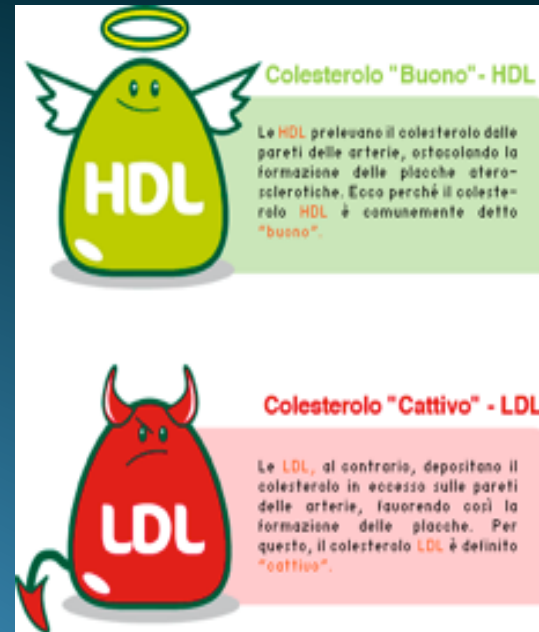 Colesterolo "Buono"- HDL
Le HDL prelevano il colesterolo dalle
pareti delle arterie, ostacolando la
formazione delle placche atero-
sclerotiche. Ecco perché il coleste-
rolo HDL è comunemente detto
"buono".
HDL
Colesterolo "Cattivo" - LDL
Le LDL, al contrario, depositano il
colesterolo in eccesso sulle pareti
delle arterie, favorendo così la
formazione delle placche. Per
questo, il colesterolo LDL è definito
"cattivo".
LDL